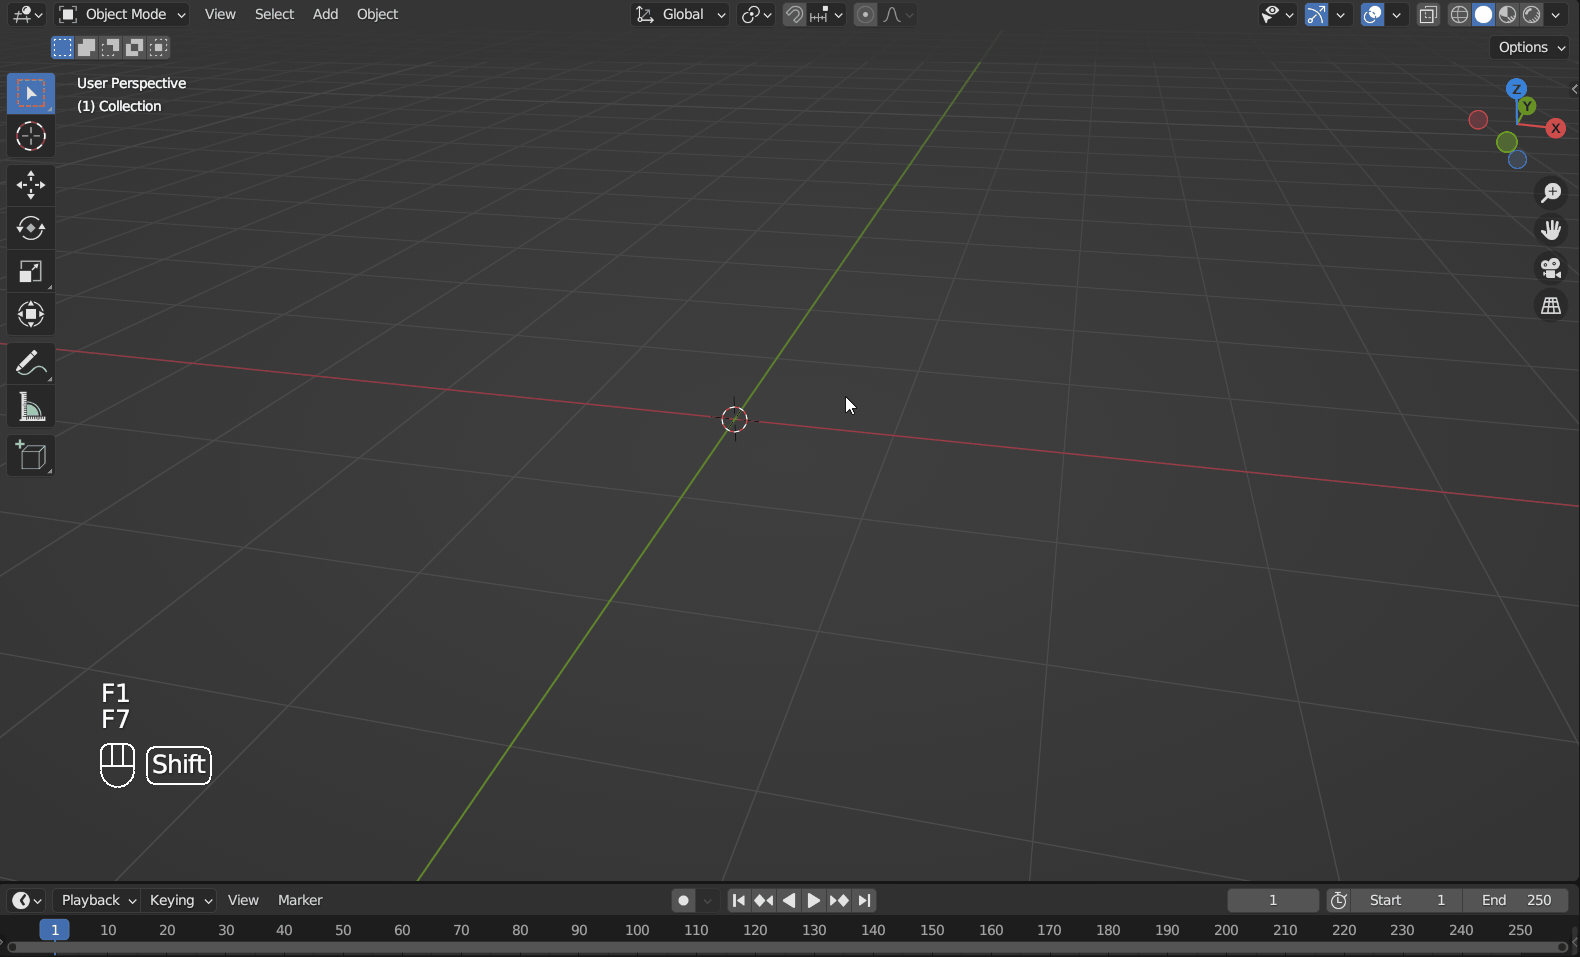 Object Mode View Select Add Object Global
Options
User Perspective
(1) Collection
Z
Y
X
F1
F7
Shift
Playback Keying View Marker 1 Start 1 End 250
1 10 20 30 40 50 60 70 80 90 100 110 120 130 140 150 160 170 180 190 200 210 220 230 240 250